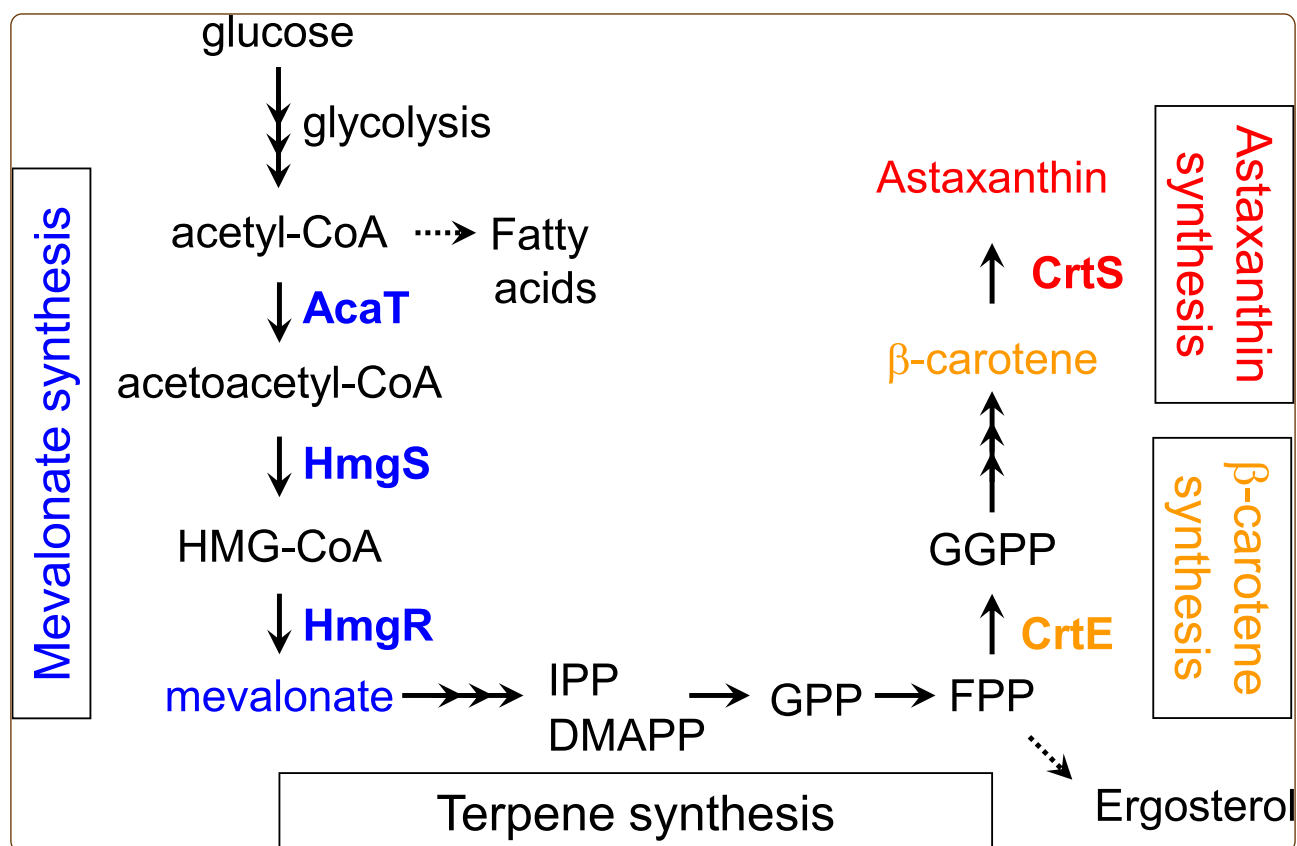 glucose
glycolysis
acetyl-CoA
Fatty
acids
AcaT
acetoacetyl-CoA
HmgS
HMG-CoA
HmgR
mevalonate
IPP
DMAPP
GPP
FPP
Ergosterol
CrtE
GGPP
β-carotene
CrtS
Astaxanthin
Mevalonate synthesis
Terpene synthesis
β-carotene
synthesis
Astaxanthin
synthesis